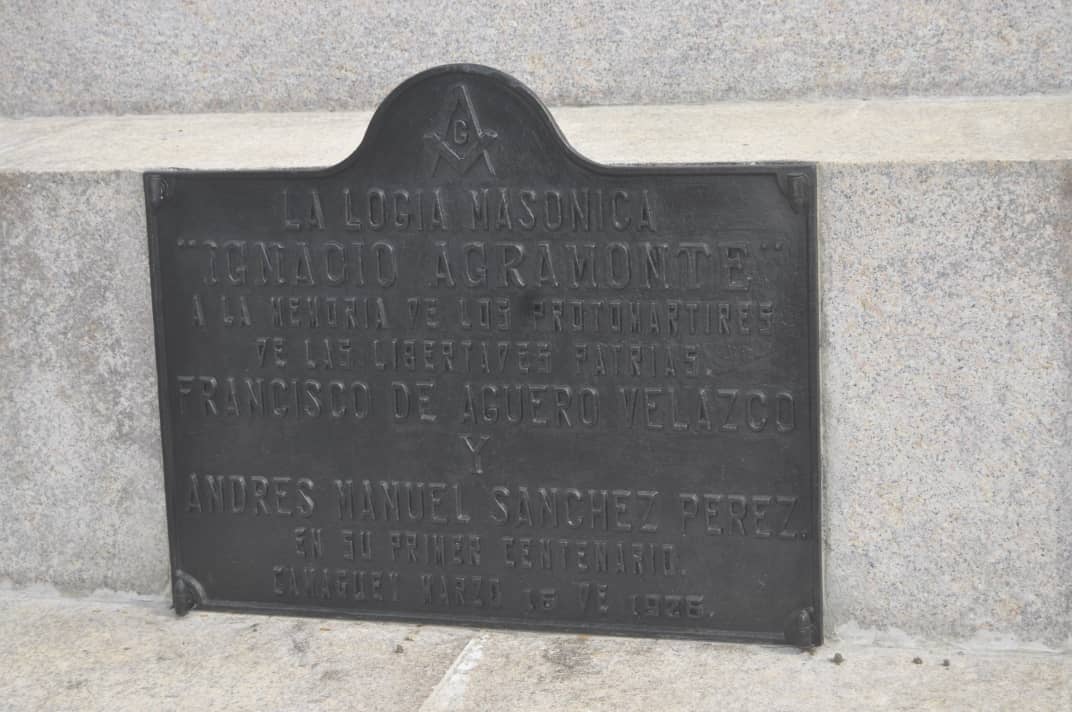 G
LA LOGIA MASONICA
"IGNACIO AGRAMONTE"
A LA MEMORIA DE LOS PROTOMARTIRES
DE LAS LIBERTADES PATRIAS.
FRANCISCO DE AGUERO VELAZCO
Y
ANDRES MANUEL SANCHEZ PEREZ.
EN SU PRIMER CENTENARIO.
CAMAGUEY MARZO 16 DE 1926.